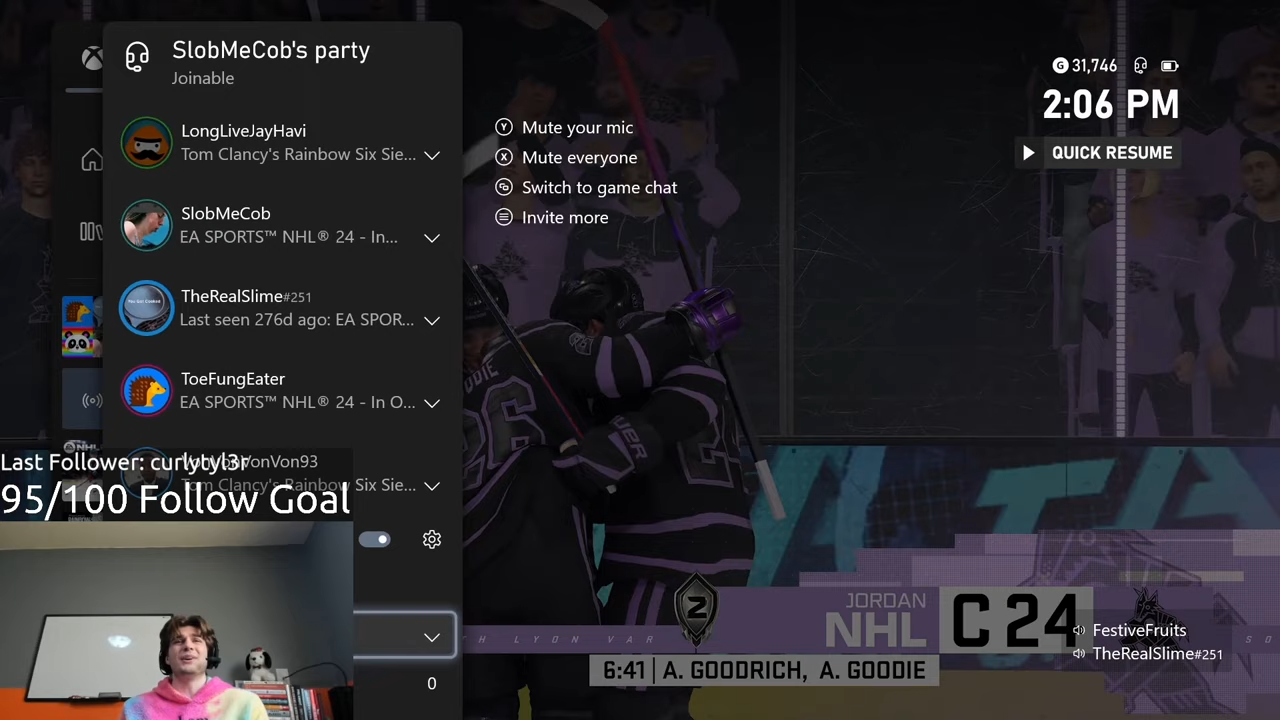 SlobMeCob's party
Joinable
LongLiveJayHavi
Tom Clancy's Rainbow Six Sie...
SlobMeCob
EA SPORTS™ NHL® 24 - In...
TheRealSlime#251
Last seen 276d ago: EA SPOR...
ToeFungEater
EA SPORTS™ NHL® 24 - In O...
VonVonVonVon93
Tom Clancy's Rainbow Six Sie...
Last Follower: curlybyl3r
95/100 Follow Goal
0
Mute your mic
Mute everyone
Switch to game chat
Invite more
G 31,746
2:06 PM
QUICK RESUME
JORDAN
NHL
C 24
6:41 | A. GOODRICH, A. GOODIE
FestiveFruits
TheRealSlime#251